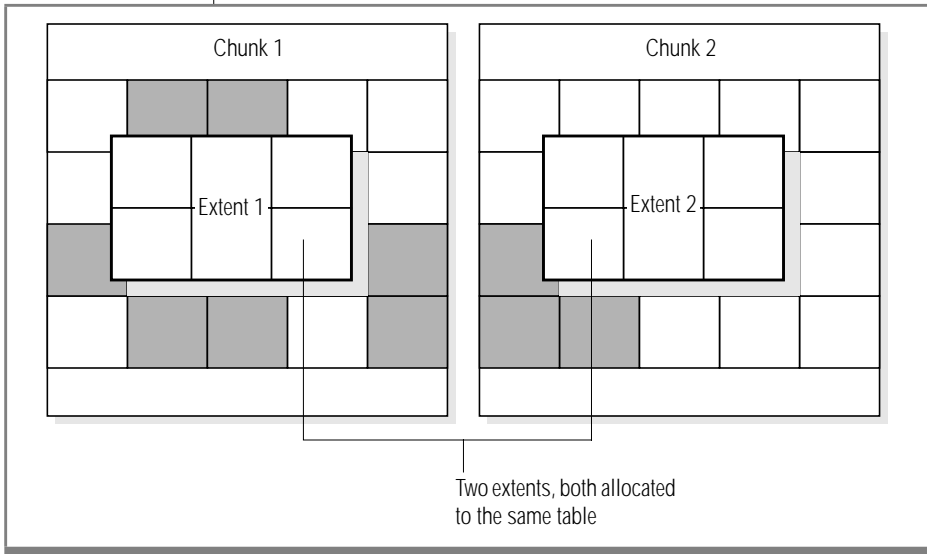 Chunk 1
Chunk 2
Extent 1
Extent 2
Two extents, both allocated
to the same table